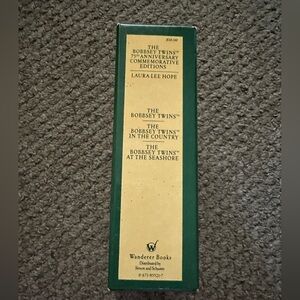 THE
BOBBSEY TWINS™
75TH ANNIVERSARY
COMMEMORATIVE
EDITIONS
LAURA LEE HOPE
THE
BOBBSEY TWINS™
THE
BOBBSEY TWINS™
IN THE COUNTRY
THE
BOBBSEY TWINS™
AT THE SEASHORE
W
Wanderer Books
Distributed by
Simon and Schuster